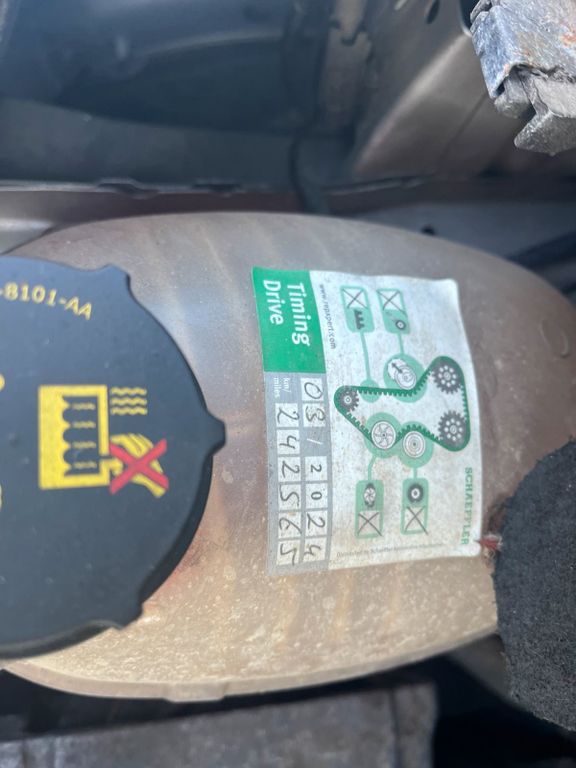 -8101-AA
Timing
Drive
km/
miles
03/2024
242565
www.repxpert.com
SCHAEFFLER